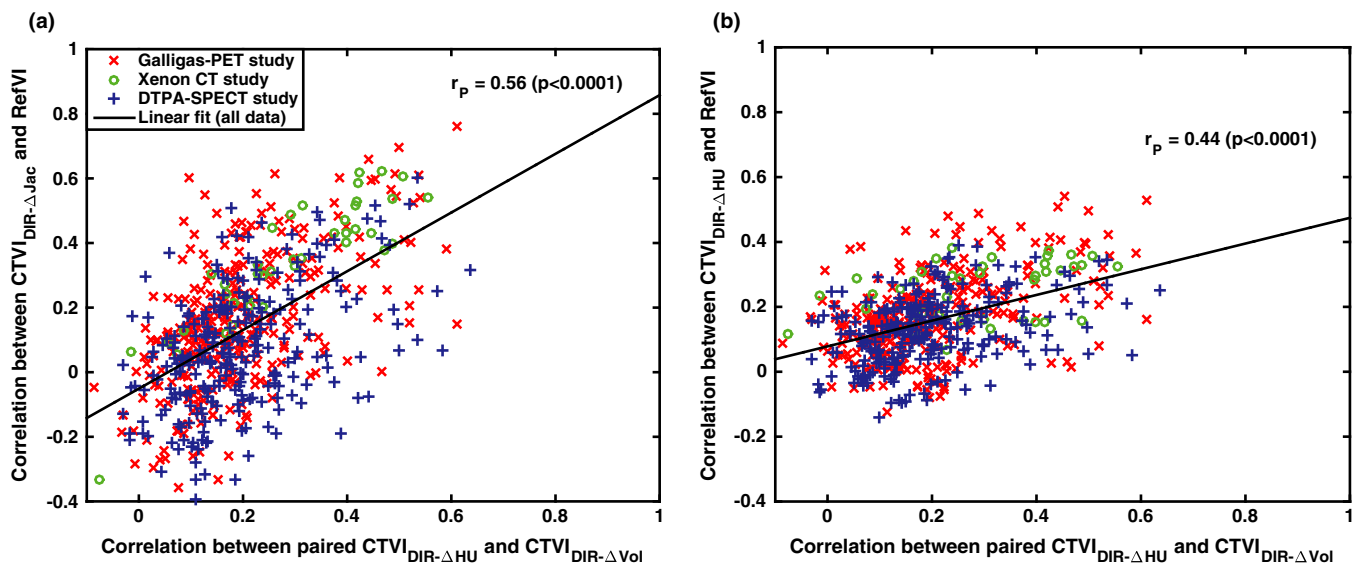 (a)
Correlation between CTVI_DIR-ΔJac and RefVI
1
0.8
0.6
0.4
0.2
0
-0.2
-0.4
Galligas-PET study
Xenon CT study
DTPA-SPECT study
Linear fit (all data)
r_P = 0.56 (p<0.0001)
0
0.2
0.4
0.6
0.8
1
Correlation between paired CTVI_DIR-ΔHU and CTVI_DIR-ΔVol
(b)
Correlation between CTVI_DIR-ΔHU and RefVI
1
0.8
0.6
0.4
0.2
0
-0.2
-0.4
r_P = 0.44 (p<0.0001)
0
0.2
0.4
0.6
0.8
1
Correlation between paired CTVI_DIR-ΔHU and CTVI_DIR-ΔVol